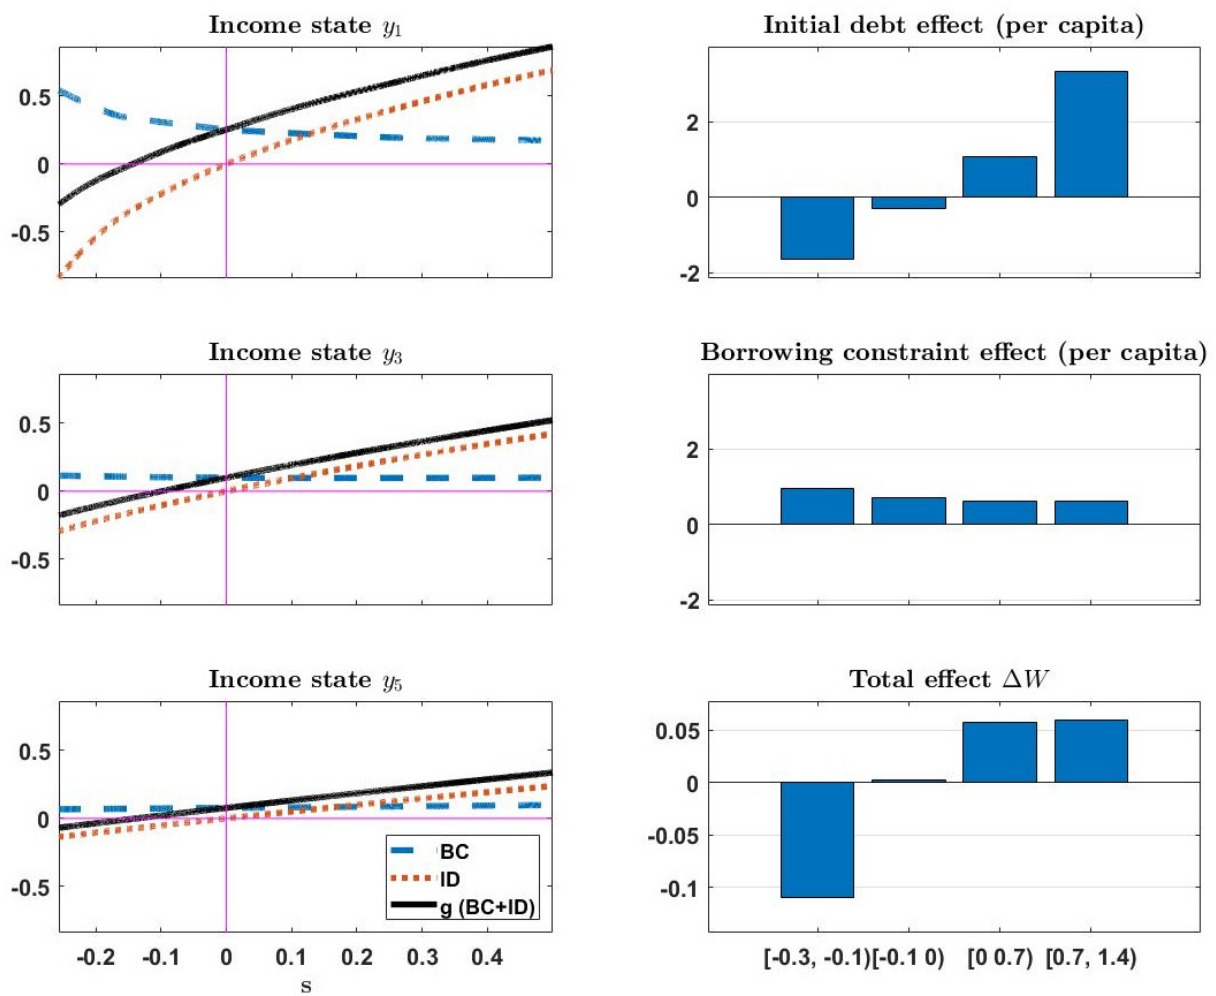 Income state y1
0.5
0
-0.5
-0.2 -0.1 0 0.1 0.2 0.3 0.4
s
Income state y3
0.5
0
-0.5
Income state y5
0.5
0
-0.5
BC
ID
g (BC+ID)
Initial debt effect (per capita)
2
0
-2
Borrowing constraint effect (per capita)
2
0
-2
Total effect ΔW
0.05
0
-0.05
-0.1
[-0.3, -0.1) [-0.1 0) [0 0.7) [0.7, 1.4)